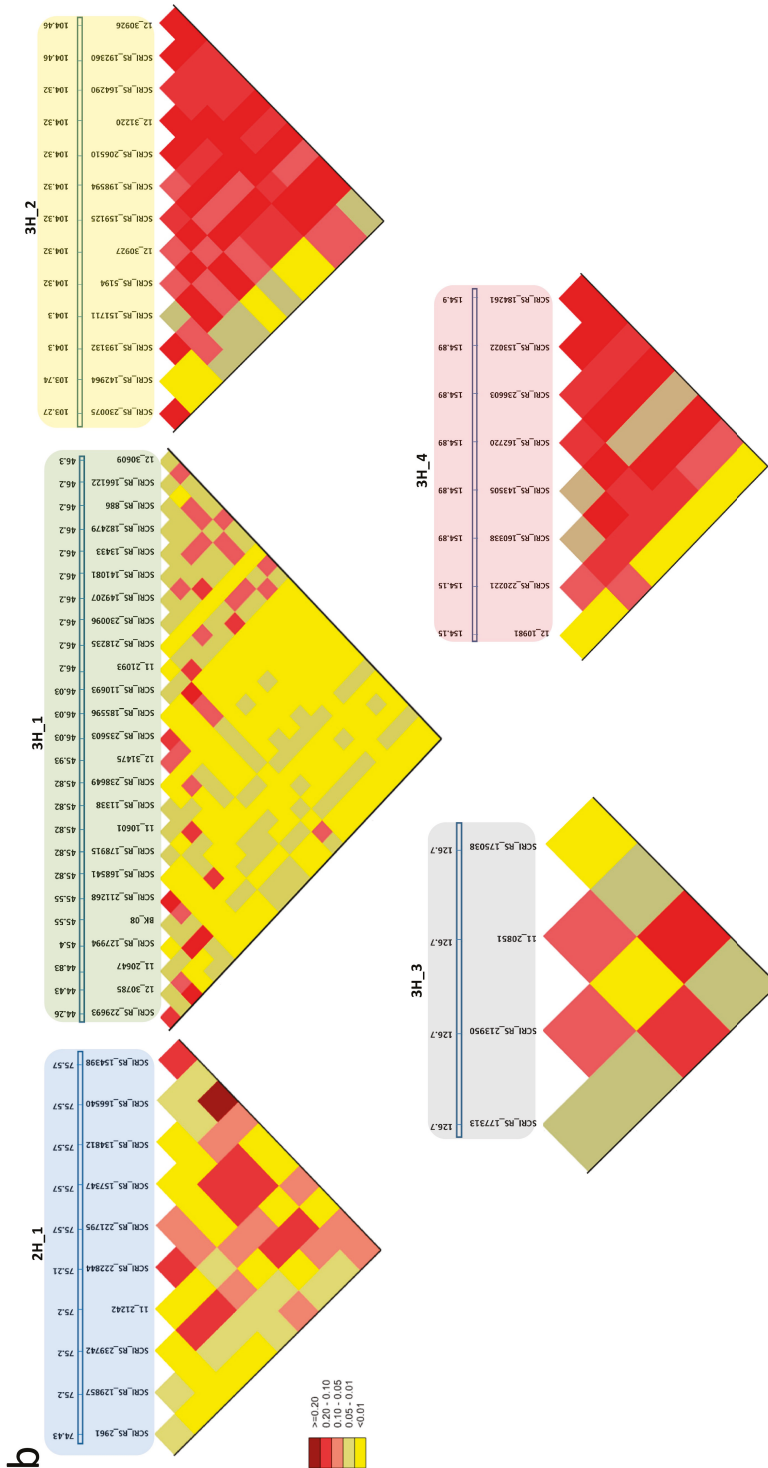 b
2H_1
74.43 75.2 75.2 75.2 75.21 75.57 75.57 75.57 75.57 75.57
SCRI_RS_2961 SCRI_RS_129857 SCRI_RS_239742 11_21242 SCRI_RS_222844 SCRI_RS_221795 SCRI_RS_157347 SCRI_RS_134812 SCRI_RS_166540 SCRI_RS_154398
3H_1
44.26 44.43 44.83 45.4 45.55 45.55 45.82 45.82 45.82 45.82 45.82 45.93 46.03 46.03 46.03 46.2 46.2 46.2 46.2 46.2 46.2 46.2 46.2 46.2 46.3
SCRI_RS_229693 12_30785 11_20647 SCRI_RS_127994 BK_08 SCRI_RS_211268 SCRI_RS_168541 SCRI_RS_178915 11_10601 SCRI_RS_11338 SCRI_RS_238649 12_31475 SCRI_RS_235603 SCRI_RS_185596 SCRI_RS_110693 11_21093 SCRI_RS_218235 SCRI_RS_230096 SCRI_RS_149207 SCRI_RS_141081 SCRI_RS_13433 SCRI_RS_182479 SCRI_RS_886 SCRI_RS_166122 12_30609
3H_2
103.27 103.74 104.3 104.3 104.32 104.32 104.32 104.32 104.32 104.32 104.32 104.46 104.46
SCRI_RS_230075 SCRI_RS_142964 SCRI_RS_193132 SCRI_RS_151711 SCRI_RS_5194 12_30927 SCRI_RS_159125 SCRI_RS_198594 SCRI_RS_206510 12_31220 SCRI_RS_164290 SCRI_RS_192360 12_30926
>=0.20
0.20 - 0.10
0.10 - 0.05
0.05 - 0.01
<0.01
3H_3
126.7 126.7 126.7 126.7
SCRI_RS_177313 SCRI_RS_213950 11_20851 SCRI_RS_175038
3H_4
154.15 154.15 154.89 154.89 154.89 154.89 154.89 154.9
12_10981 SCRI_RS_220221 SCRI_RS_160338 SCRI_RS_143505 SCRI_RS_162720 SCRI_RS_236603 SCRI_RS_153022 SCRI_RS_184261